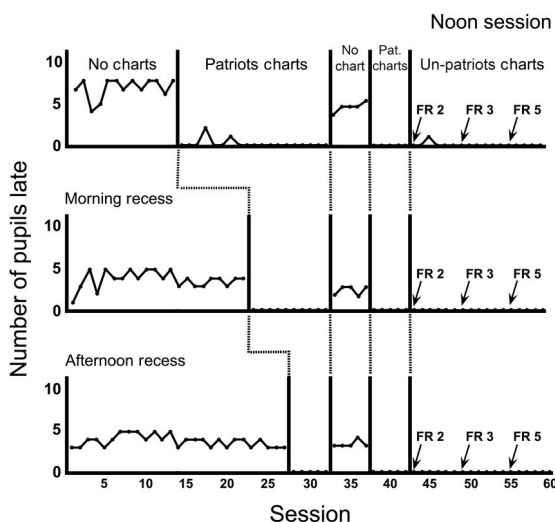 Noon session
No charts
Patriots charts
No
chart
Pat.
charts
Un-patriots charts
10
5
0
FR 2
FR 3
FR 5
Morning recess
10
5
0
FR 2
FR 3
FR 5
Number of pupils late
Afternoon recess
10
5
0
FR 2
FR 3
FR 5
5 10 15 20 25 30 35 40 45 50 55 60
Session